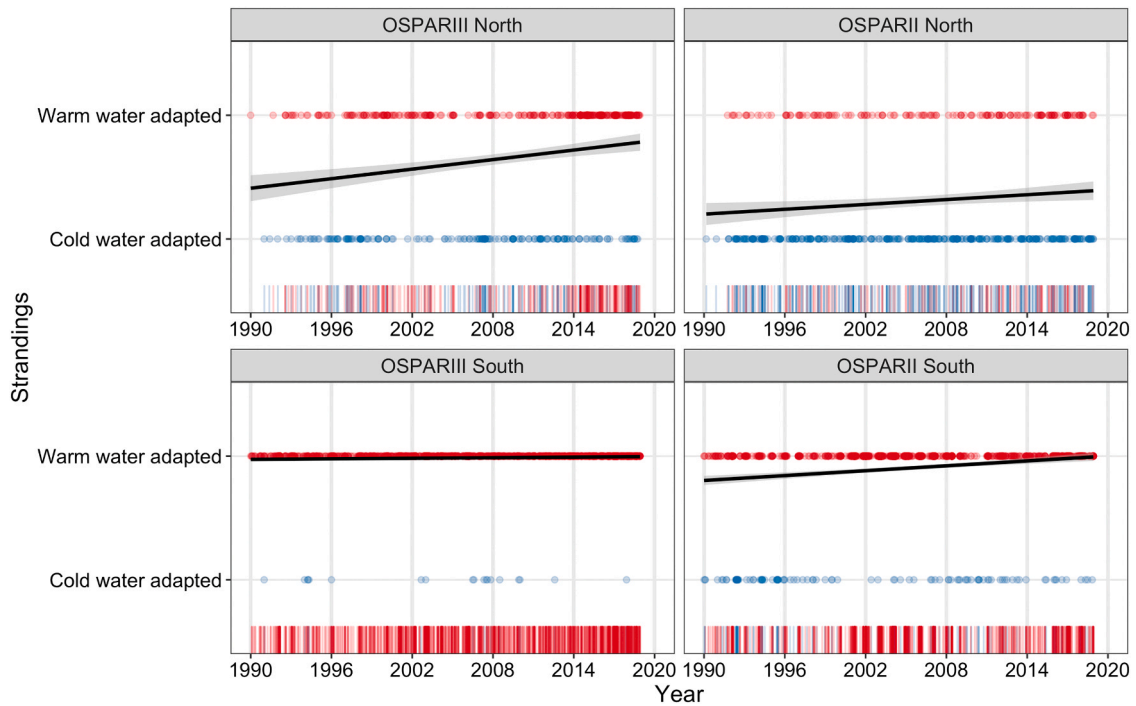 OSPARIII North
OSPARII North
Warm water adapted
Cold water adapted
1990 1996 2002 2008 2014 2020
1990 1996 2002 2008 2014 2020
Strandings
OSPARIII South
OSPARII South
Warm water adapted
Cold water adapted
1990 1996 2002 2008 2014 2020
1990 1996 2002 2008 2014 2020
Year